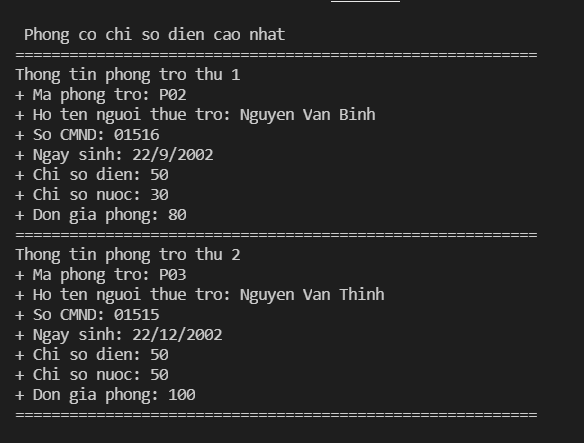 Phong co chi so dien cao nhat
==========================================================
Thong tin phong tro thu 1
+ Ma phong tro: P02
+ Ho ten nguoi thue tro: Nguyen Van Binh
+ So CMND: 01516
+ Ngay sinh: 22/9/2002
+ Chi so dien: 50
+ Chi so nuoc: 30
+ Don gia phong: 80
==========================================================
Thong tin phong tro thu 2
+ Ma phong tro: P03
+ Ho ten nguoi thue tro: Nguyen Van Thinh
+ So CMND: 01515
+ Ngay sinh: 22/12/2002
+ Chi so dien: 50
+ Chi so nuoc: 50
+ Don gia phong: 100
==========================================================